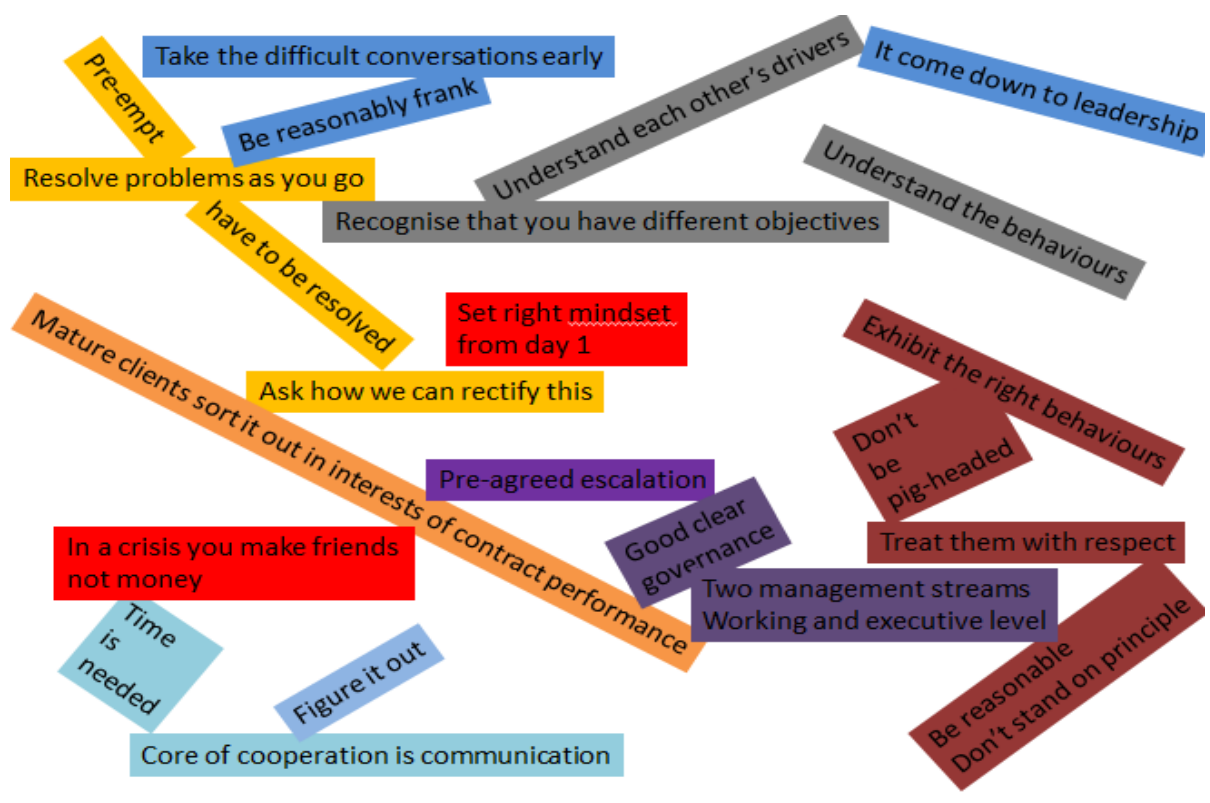 Take the difficult conversations early
It come down to leadership
Pre-empt
Be reasonably frank
Understand each other's drivers
Understand the behaviours
Resolve problems as you go
Recognise that you have different objectives
have to be resolved
Set right mindset
from day 1
Mature clients sort it out in interests of contract performance
Ask how we can rectify this
Exhibit the right behaviours
Don't
be
pig-headed
Pre-agreed escalation
Good clear
governance
In a crisis you make friends
not money
Treat them with respect
Two management streams
Working and executive level
Time
is
needed
Figure it out
Be reasonable
Don't stand on principle
Core of cooperation is communication